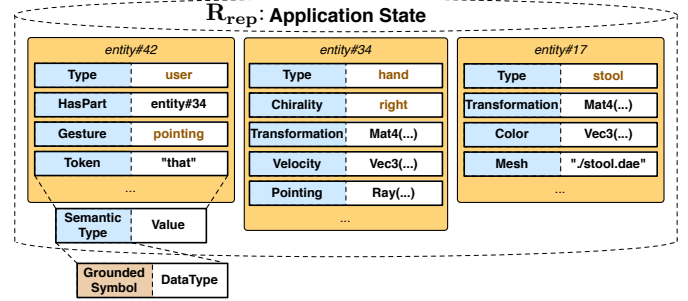 R_rep: Application State
entity#42
Type user
HasPart entity#34
Gesture pointing
Token "that"
...
entity#34
Type hand
Chirality right
Transformation Mat4(...)
Velocity Vec3(...)
Pointing Ray(...)
...
entity#17
Type stool
Transformation Mat4(...)
Color Vec3(...)
Mesh "./stool.dae"
...
Semantic
Type
Value
Grounded
Symbol
DataType